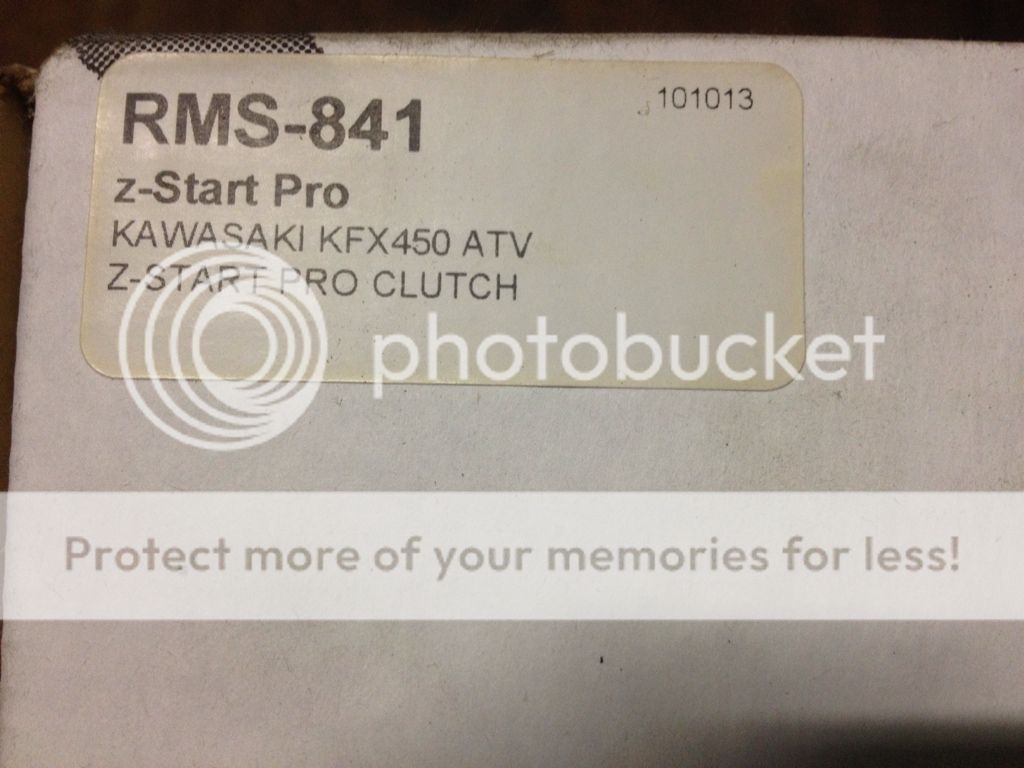 RMS-841
101013
z-Start Pro
KAWASAKI KFX450 ATV
Z-START PRO CLUTCH
photobucket
Protect more of your memories for less!